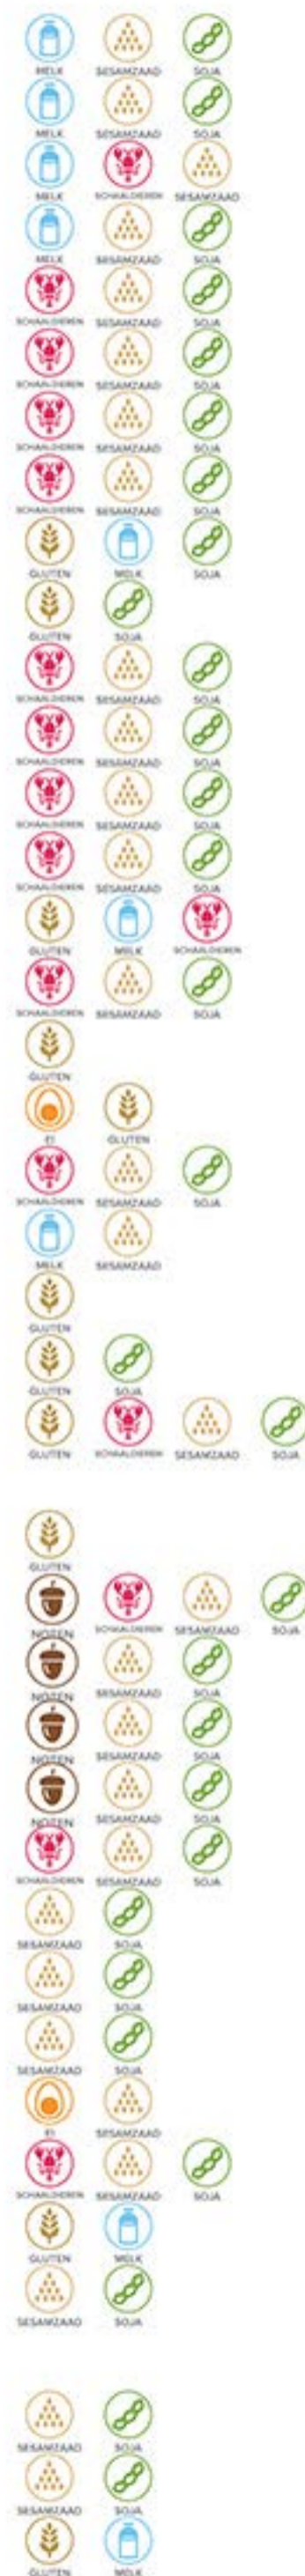 MELK SESAMZAAD SOJA
MELK SESAMZAAD SOJA
MELK SCHAALDIEREN SESAMZAAD
MELK SESAMZAAD SOJA
SCHAALDIEREN SESAMZAAD SOJA
SCHAALDIEREN SESAMZAAD SOJA
SCHAALDIEREN SESAMZAAD SOJA
SCHAALDIEREN SESAMZAAD SOJA
GLUTEN MELK SOJA
GLUTEN SOJA
SCHAALDIEREN SESAMZAAD SOJA
SCHAALDIEREN SESAMZAAD SOJA
SCHAALDIEREN SESAMZAAD SOJA
SCHAALDIEREN SESAMZAAD SOJA
GLUTEN MELK SCHAALDIEREN
SCHAALDIEREN SESAMZAAD SOJA
GLUTEN
EI GLUTEN
SCHAALDIEREN SESAMZAAD SOJA
MELK SESAMZAAD
GLUTEN
GLUTEN SOJA
GLUTEN SCHAALDIEREN SESAMZAAD SOJA
GLUTEN
NOTEN SCHAALDIEREN SESAMZAAD SOJA
NOTEN SESAMZAAD SOJA
NOTEN SESAMZAAD SOJA
NOTEN SESAMZAAD SOJA
SCHAALDIEREN SESAMZAAD SOJA
SESAMZAAD SOJA
SESAMZAAD SOJA
SESAMZAAD SOJA
EI SESAMZAAD
SCHAALDIEREN SESAMZAAD SOJA
GLUTEN MELK
SESAMZAAD SOJA
SESAMZAAD SOJA
SESAMZAAD SOJA
GLUTEN MELK